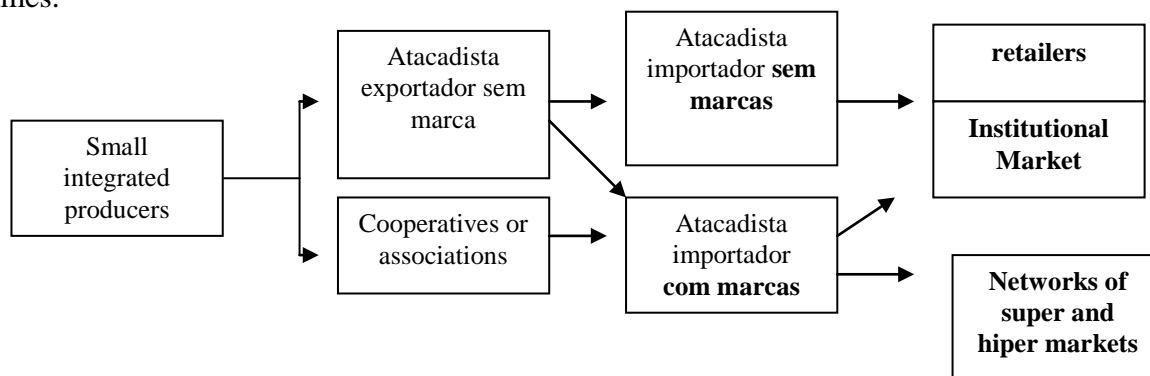 Small
integrated
producers
Atacadista
exportador sem
marca
Cooperatives or
associations
Atacadista
importador sem
marcas
Atacadista
importador
com marcas
retailers
Institutional
Market
Networks of
super and
hiper markets